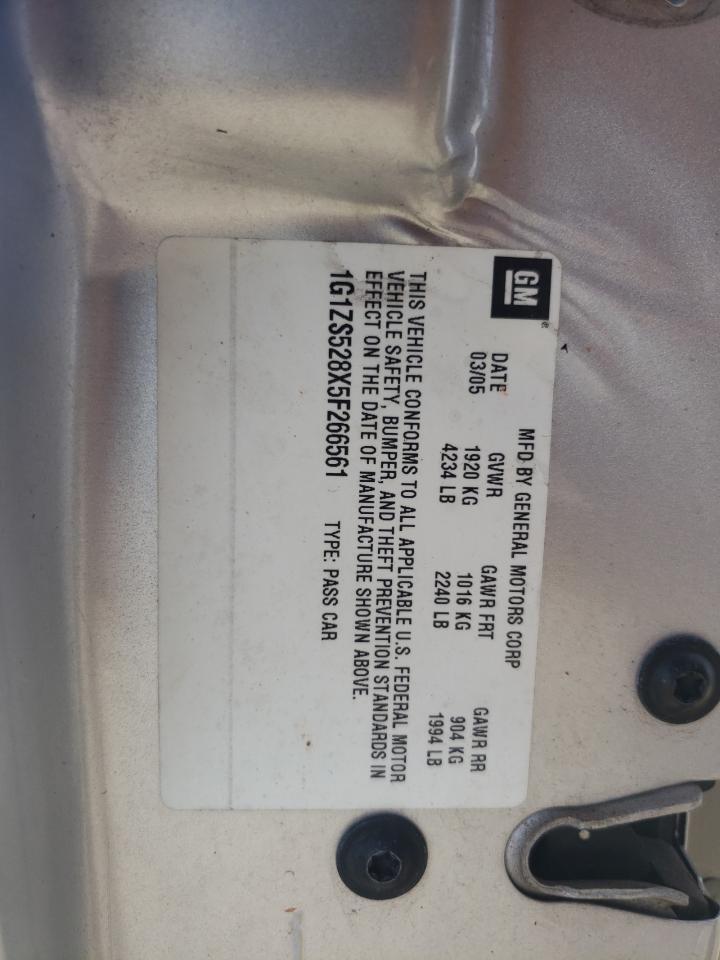 GM®
MFD BY GENERAL MOTORS CORP
DATE GVWR GAWR FRT GAWR RR
03/05 1920 KG 1016 KG 904 KG
4234 LB 2240 LB 1994 LB
THIS VEHICLE CONFORMS TO ALL APPLICABLE U.S. FEDERAL MOTOR
VEHICLE SAFETY, BUMPER, AND THEFT PREVENTION STANDARDS IN
EFFECT ON THE DATE OF MANUFACTURE SHOWN ABOVE.
1G1ZS528X5F266561 TYPE: PASS CAR